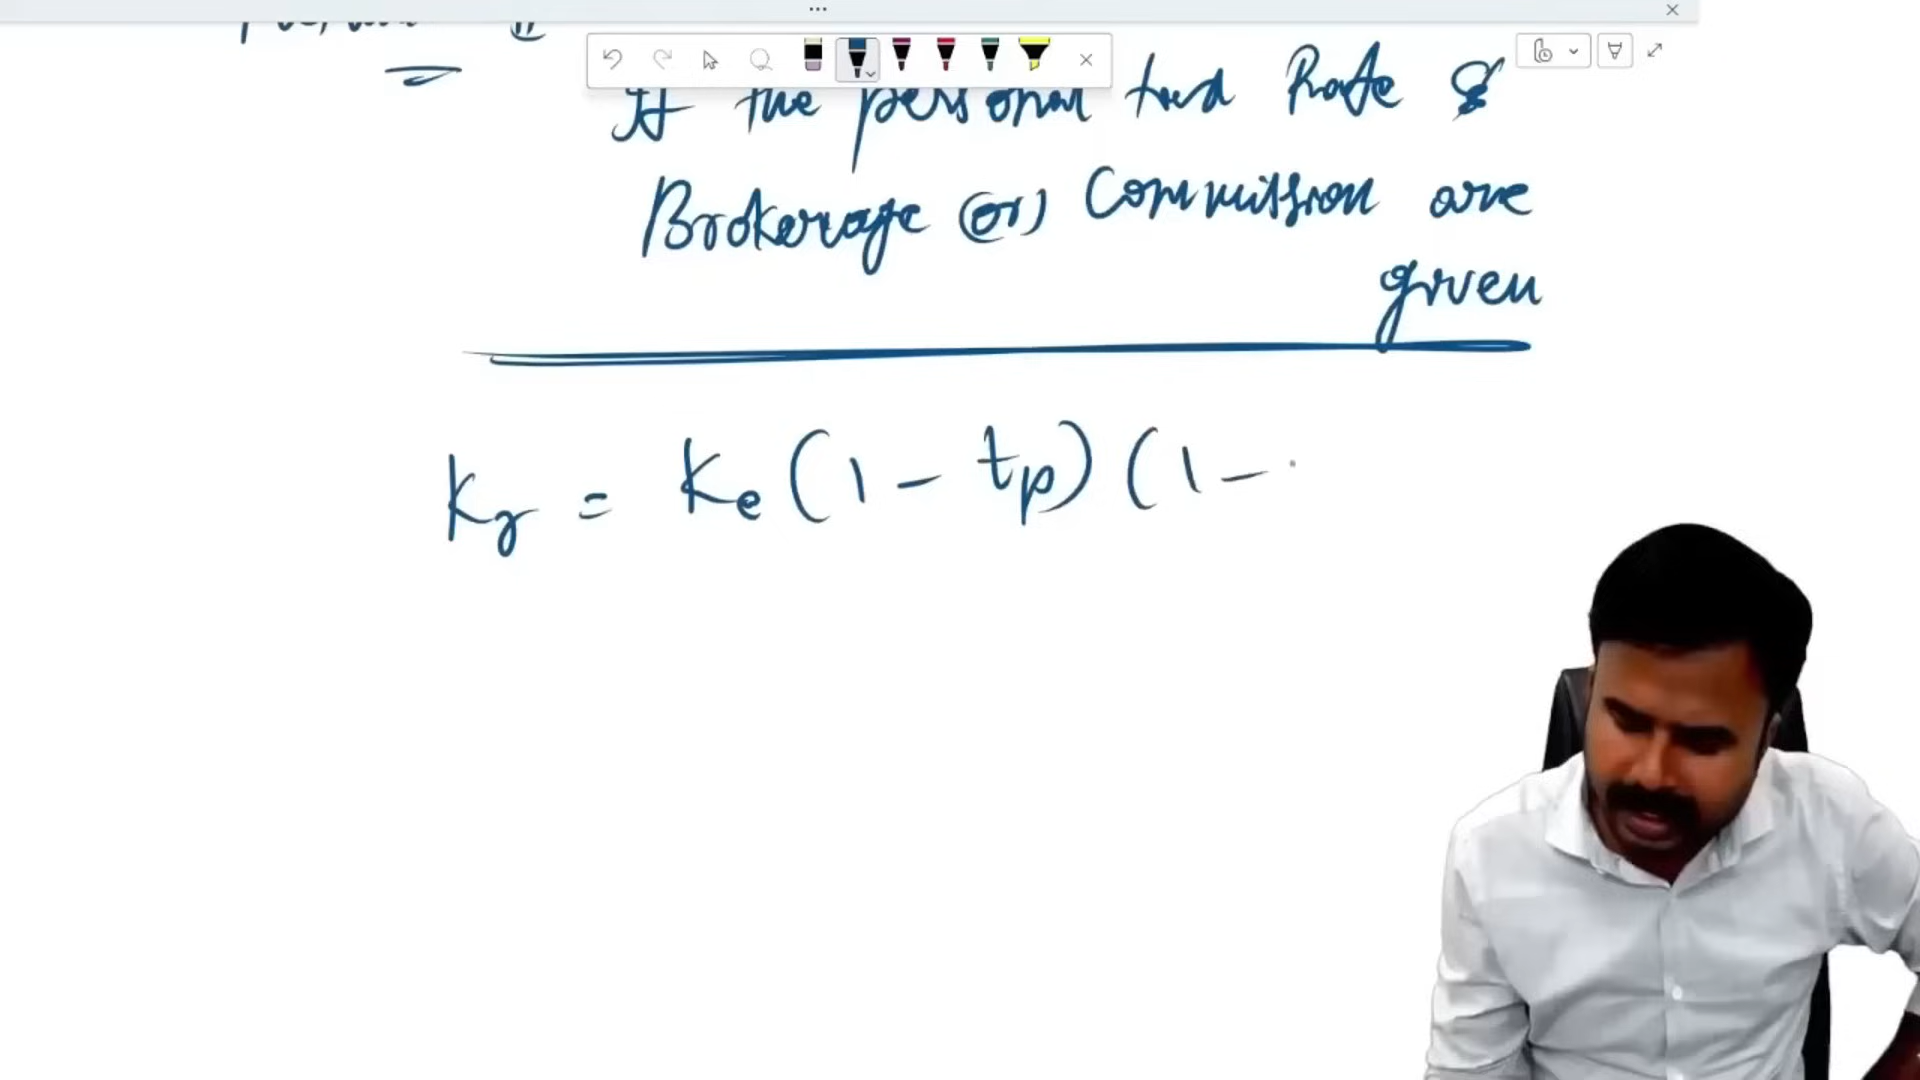 If the personal tax Rate &
Brokerage (or) Commission are
given
Kr = Ke (1 - tp) (1 -